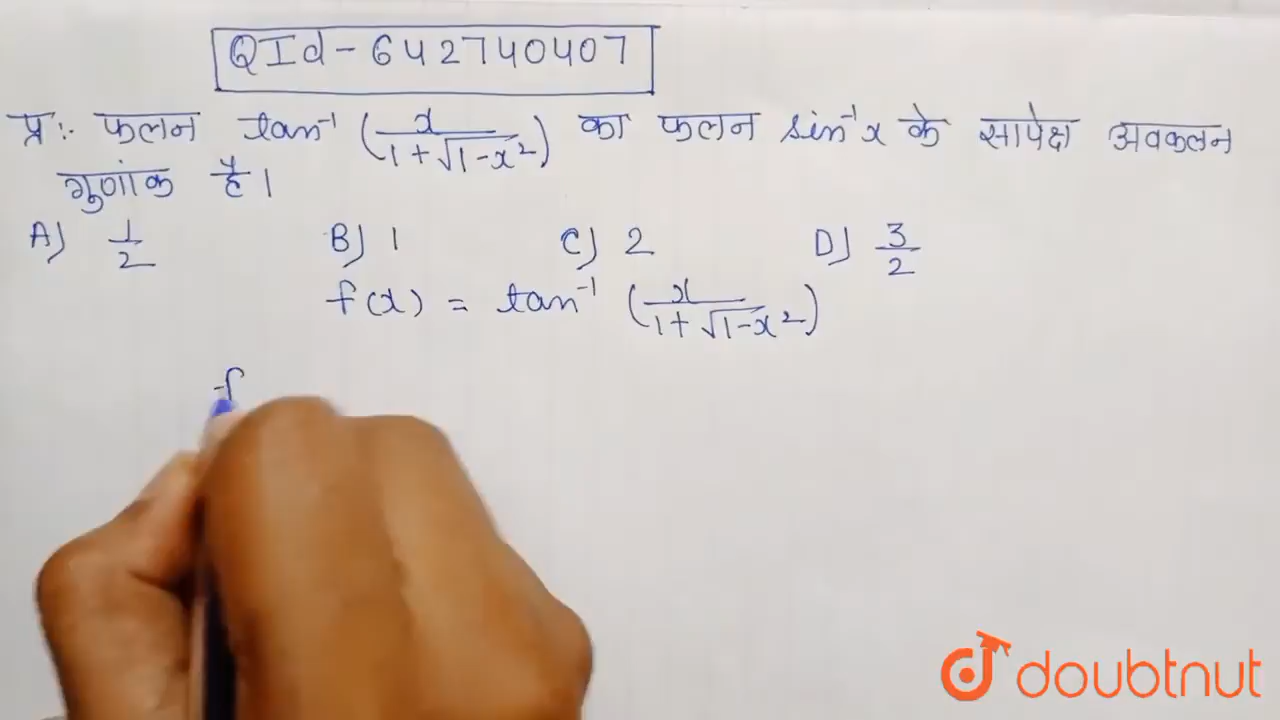 QId - 642740407
प्र:- फलन tan⁻¹ (x / 1+√1-x²) का फलन sin⁻¹x के सापेक्ष अवकलन
गुणांक है।
A) 1/2 B) 1 C) 2 D) 3/2
f(x) = tan⁻¹ (x / 1+√1-x²)
f
doubtnut